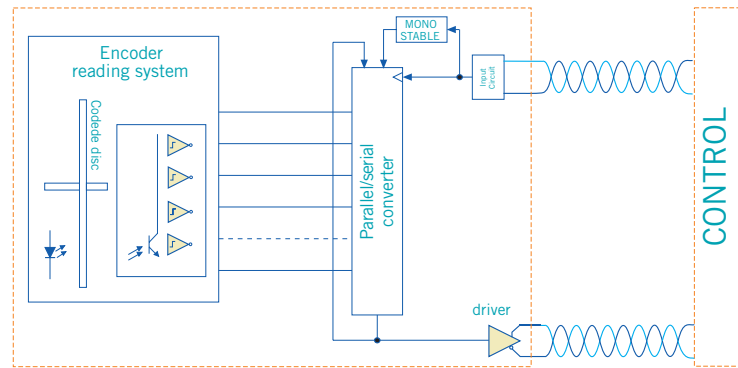 Encoder
reading system
Codede disc
MONO
STABLE
Input
Circuit
Parallel/serial
converter
driver
CONTROL